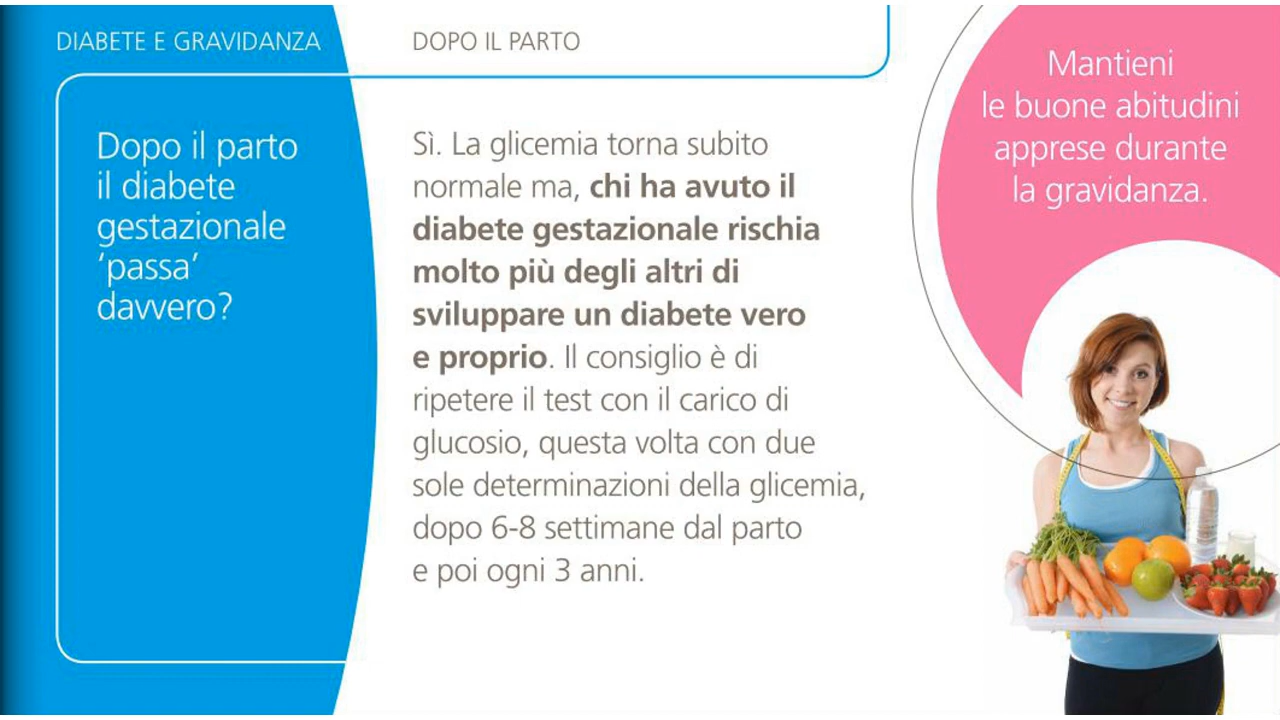 DIABETE E GRAVIDANZA
DOPO IL PARTO
Dopo il parto
il diabete
gestazionale
‘passa’
davvero?
Sì. La glicemia torna subito
normale ma, chi ha avuto il
diabete gestazionale rischia
molto più degli altri di
sviluppare un diabete vero
e proprio. Il consiglio è di
ripetere il test con il carico di
glucosio, questa volta con due
sole determinazioni della glicemia,
dopo 6-8 settimane dal parto
e poi ogni 3 anni.
Mantieni
le buone abitudini
apprese durante
la gravidanza.